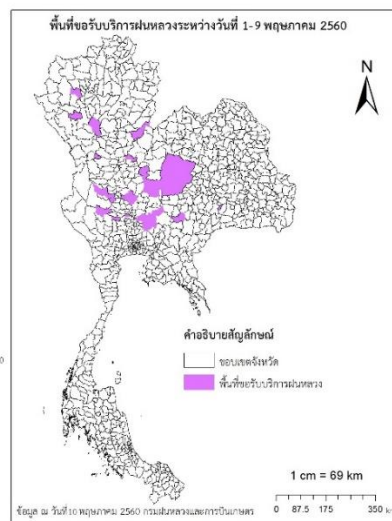 พื้นที่ขอรับบริการฝนหลวงระหว่างวันที่ 1-9 พฤษภาคม 2560
N
คำอธิบายสัญลักษณ์
ขอบเขตจังหวัด
พื้นที่ขอรับบริการฝนหลวง
1 cm = 69 km
0 87.5 175 350
ข้อมูล ณ วันที่10 พฤษภาคม 2560 กรมฝนหลวงและการบินเกษตร